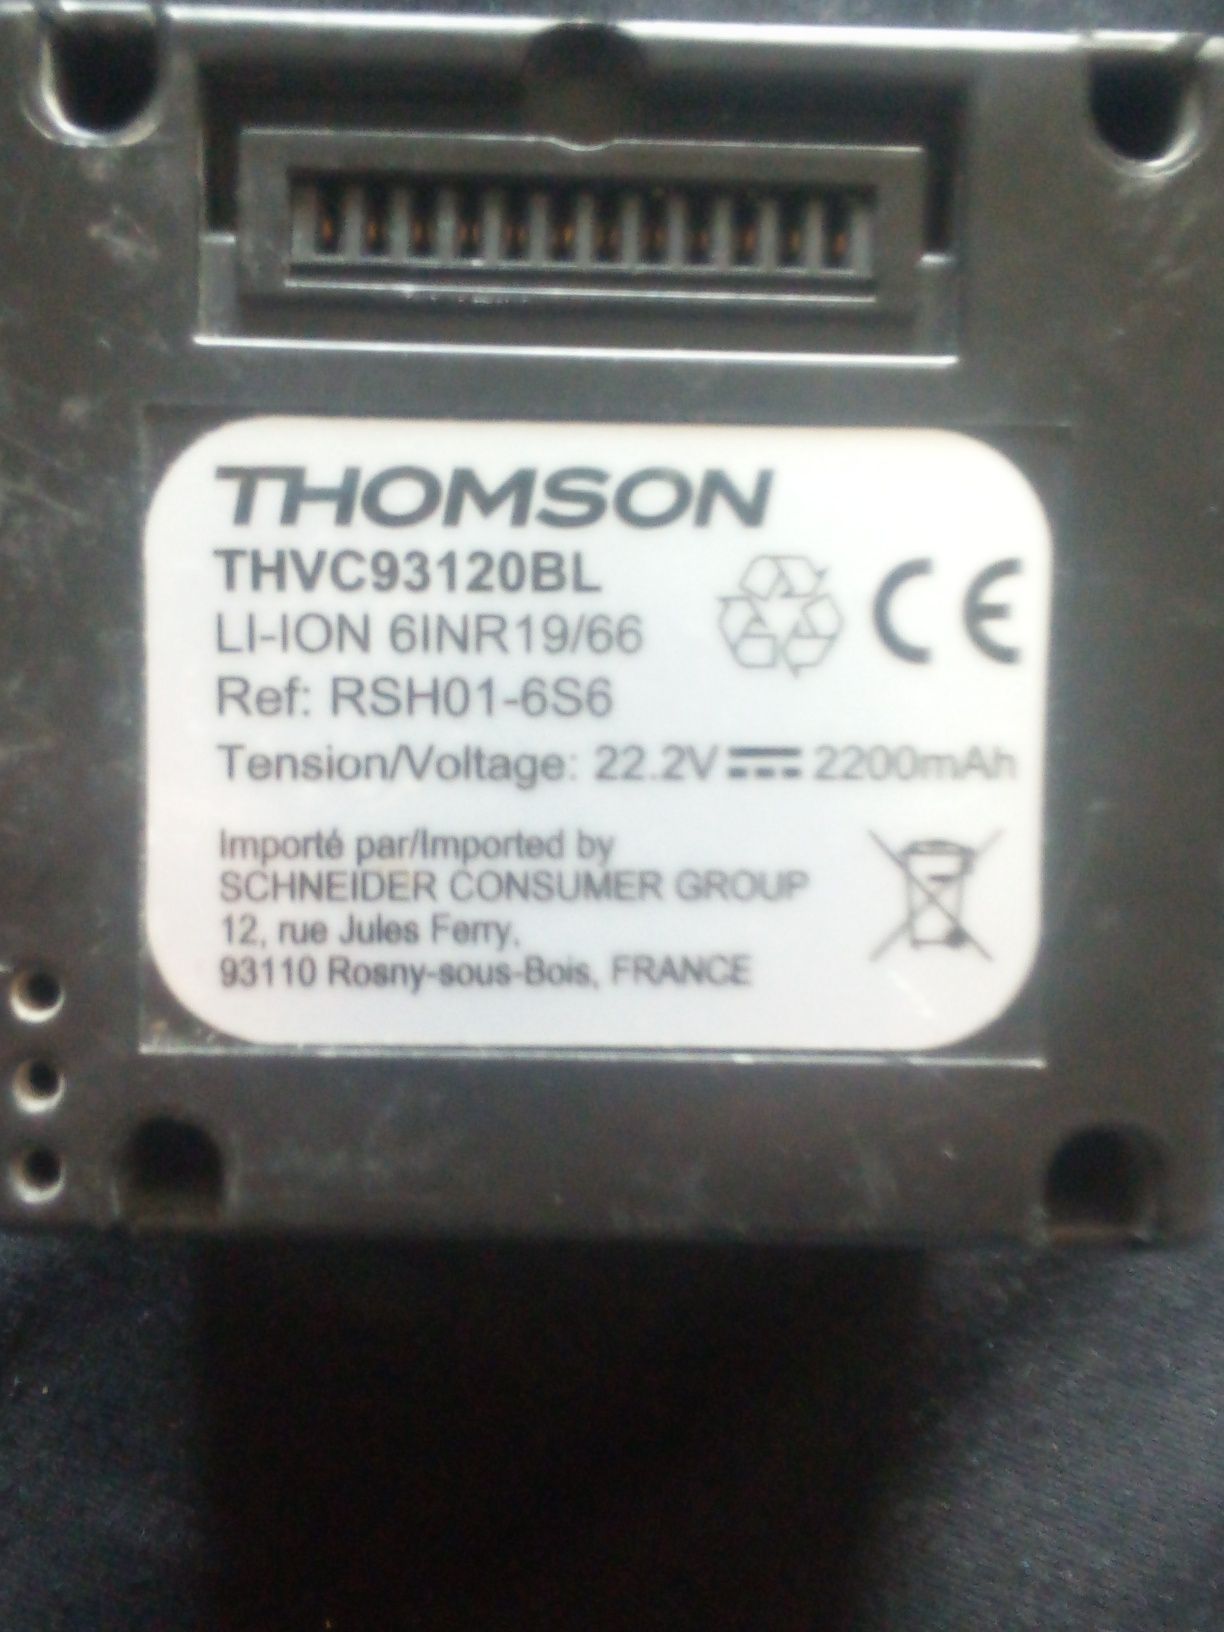 THOMSON
THVC93120BL
LI-ION 6INR19/66
Ref: RSH01-6S6
Tension/Voltage: 22.2V 2200mAh
Importé par/Imported by
SCHNEIDER CONSUMER GROUP
12, rue Jules Ferry,
93110 Rosny-sous-Bois, FRANCE
CE